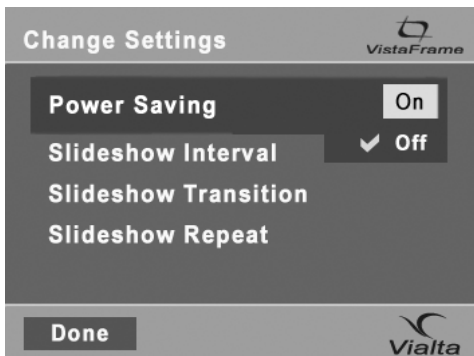 Change Settings
VistaFrame
Power Saving
On
Off
Slideshow Interval
Slideshow Transition
Slideshow Repeat
Done
Vialta